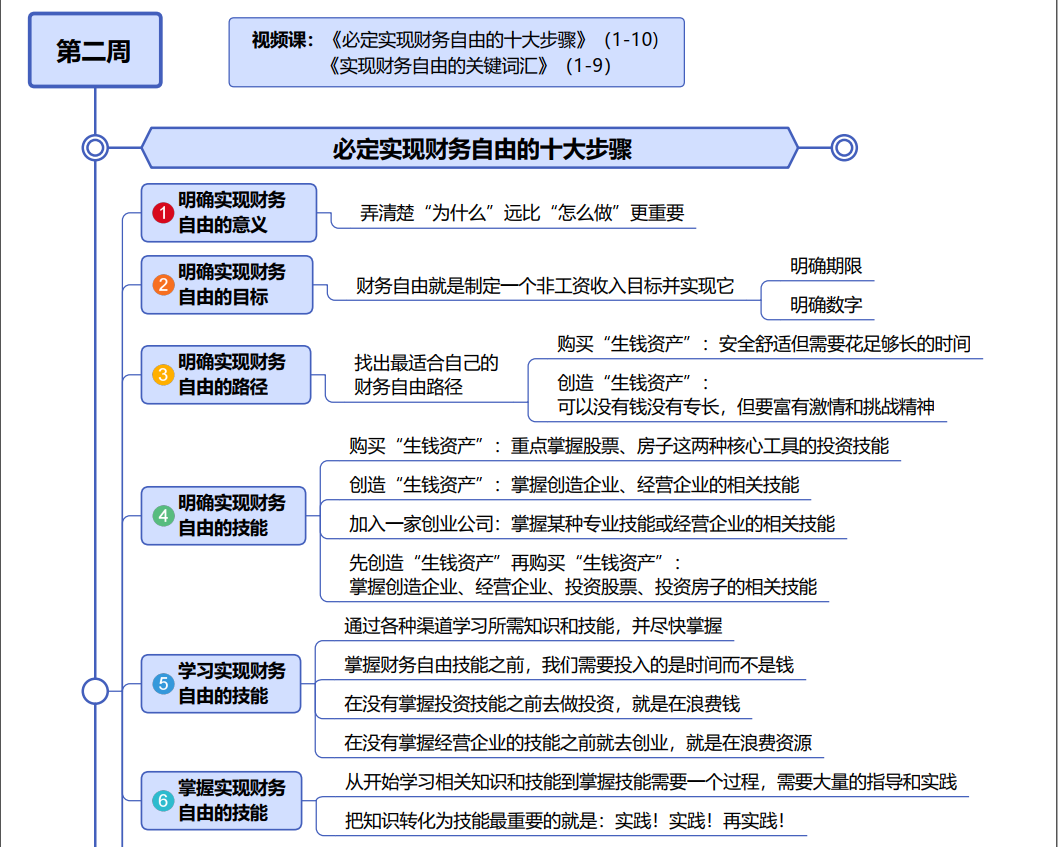 第二周
视频课：《必定实现财务自由的十大步骤》（1-10）
《实现财务自由的关键词汇》（1-9）
必定实现财务自由的十大步骤
1 明确实现财务
自由的意义
弄清楚“为什么”远比“怎么做”更重要
2 明确实现财务
自由的目标
财务自由就是制定一个非工资收入目标并实现它
明确期限
明确数字
3 明确实现财务
自由的路径
找出最适合自己的
财务自由路径
购买“生钱资产”：安全舒适但需要花足够长的时间
创造“生钱资产”：
可以没有钱没有专长，但要富有激情和挑战精神
4 明确实现财务
自由的技能
购买“生钱资产”：重点掌握股票、房子这两种核心工具的投资技能
创造“生钱资产”：掌握创造企业、经营企业的相关技能
加入一家创业公司：掌握某种专业技能或经营企业的相关技能
先创造“生钱资产”再购买“生钱资产”：
掌握创造企业、经营企业、投资股票、投资房子的相关技能
5 学习实现财务
自由的技能
通过各种渠道学习所需知识和技能，并尽快掌握
掌握财务自由技能之前，我们需要投入的是时间而不是钱
在没有掌握投资技能之前去做投资，就是在浪费钱
在没有掌握经营企业的技能之前就去创业，就是在浪费资源
6 掌握实现财务
自由的技能
从开始学习相关知识和技能到掌握技能需要一个过程，需要大量的指导和实践
把知识转化为技能最重要的就是：实践！实践！再实践！